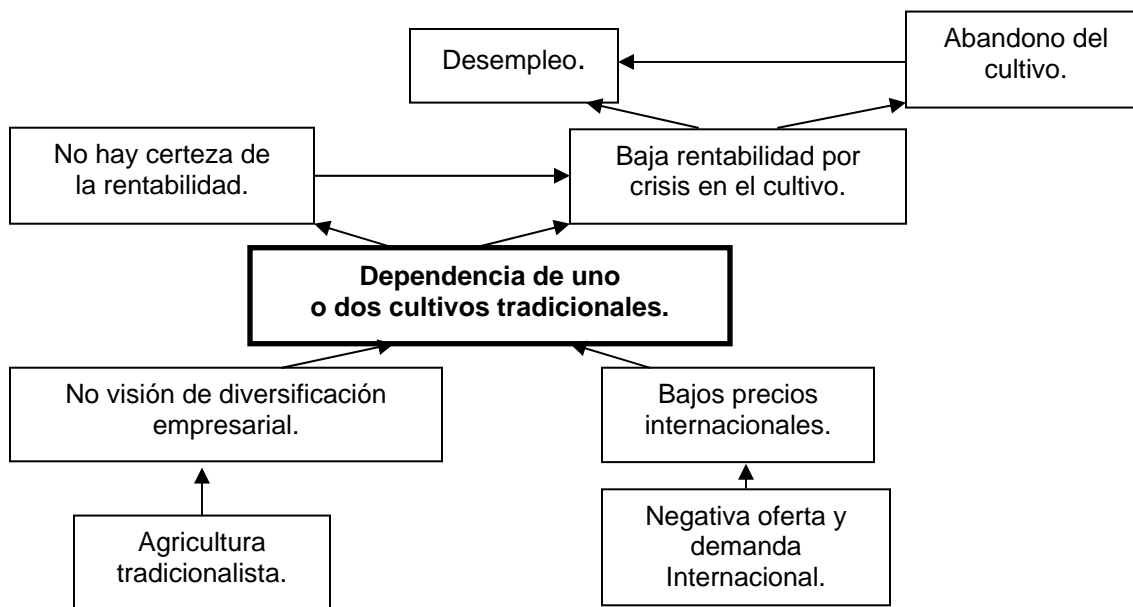 Desempleo.
Abandono del
cultivo.
No hay certeza de
la rentabilidad.
Baja rentabilidad por
crisis en el cultivo.
Dependencia de uno
o dos cultivos tradicionales.
No visión de diversificación
empresarial.
Bajos precios
internacionales.
Agricultura
tradicionalista.
Negativa oferta y
demanda
Internacional.